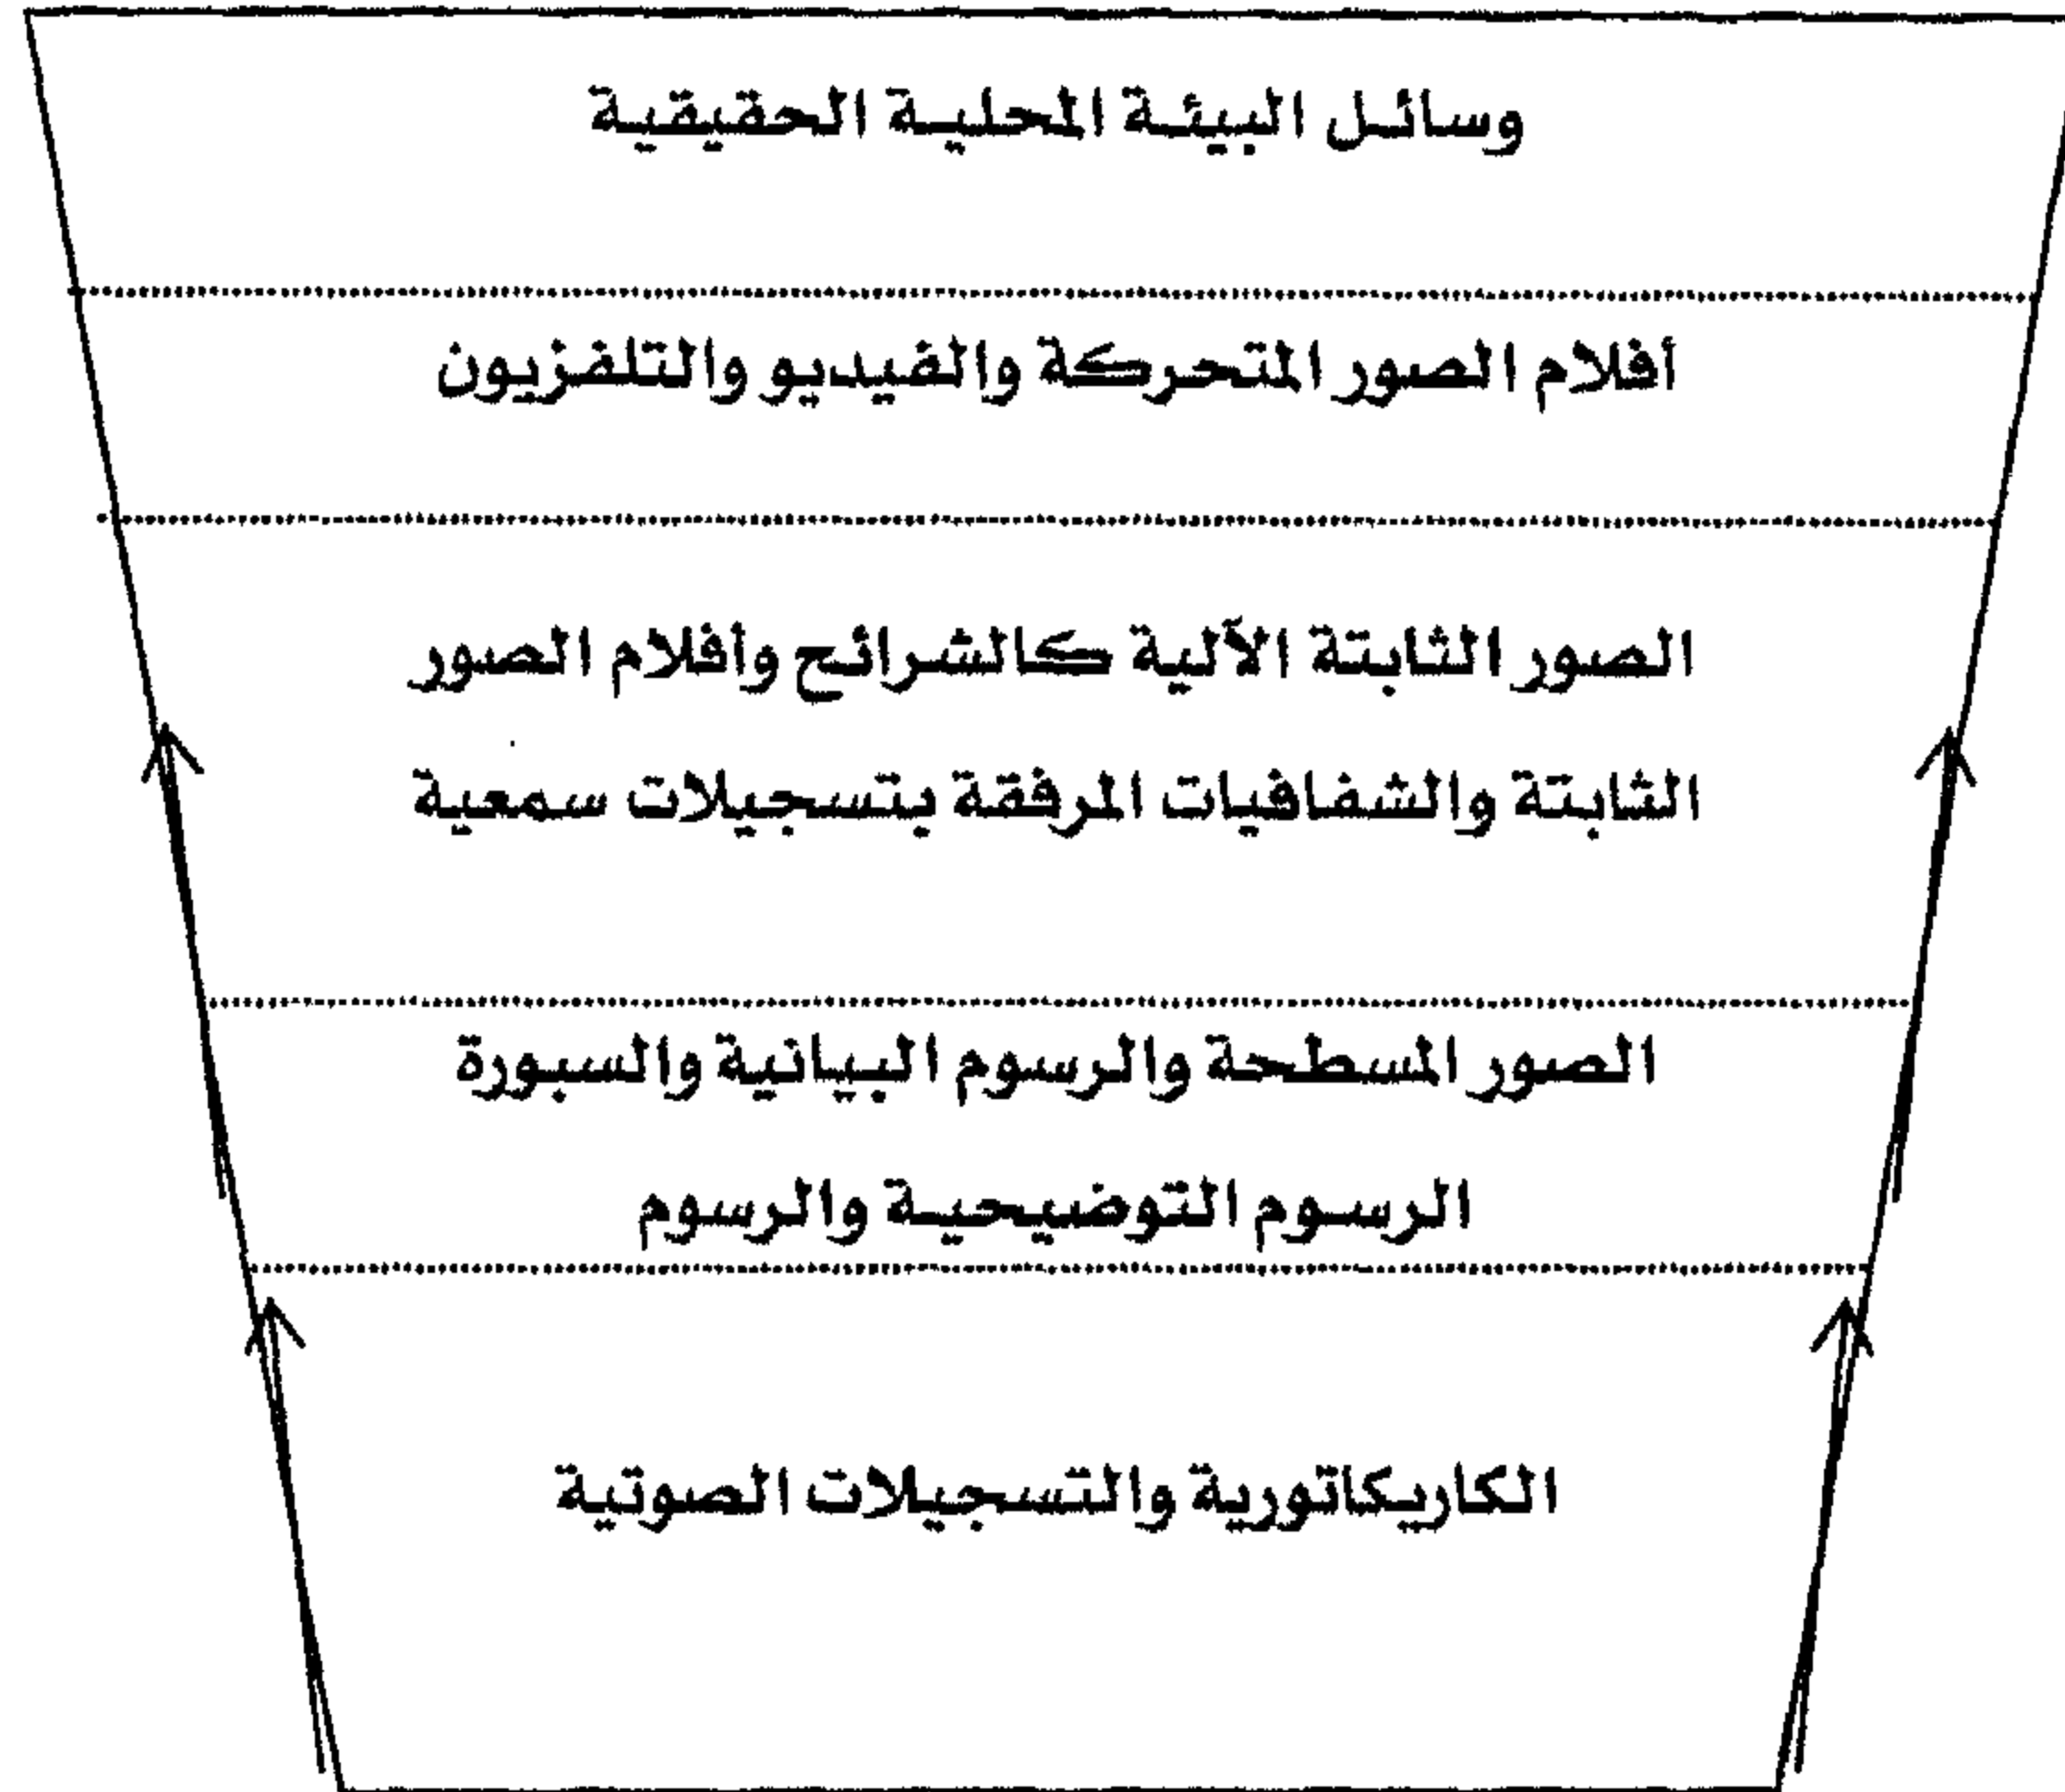 وسائل البيئة المحلية الحقيقية
أفلام الصور المتحركة والفيديو والتلفزيون
الصور الثابتة الآلية كالشرائح وأفلام الصور
الثابتة والشفافيات المرفقة بتسجيلات سمعية
الصور المسطحة والرسوم البيانية والسبورة
الرسوم التوضيحية والرسوم
الكاريكاتورية والتسجيلات الصوتية